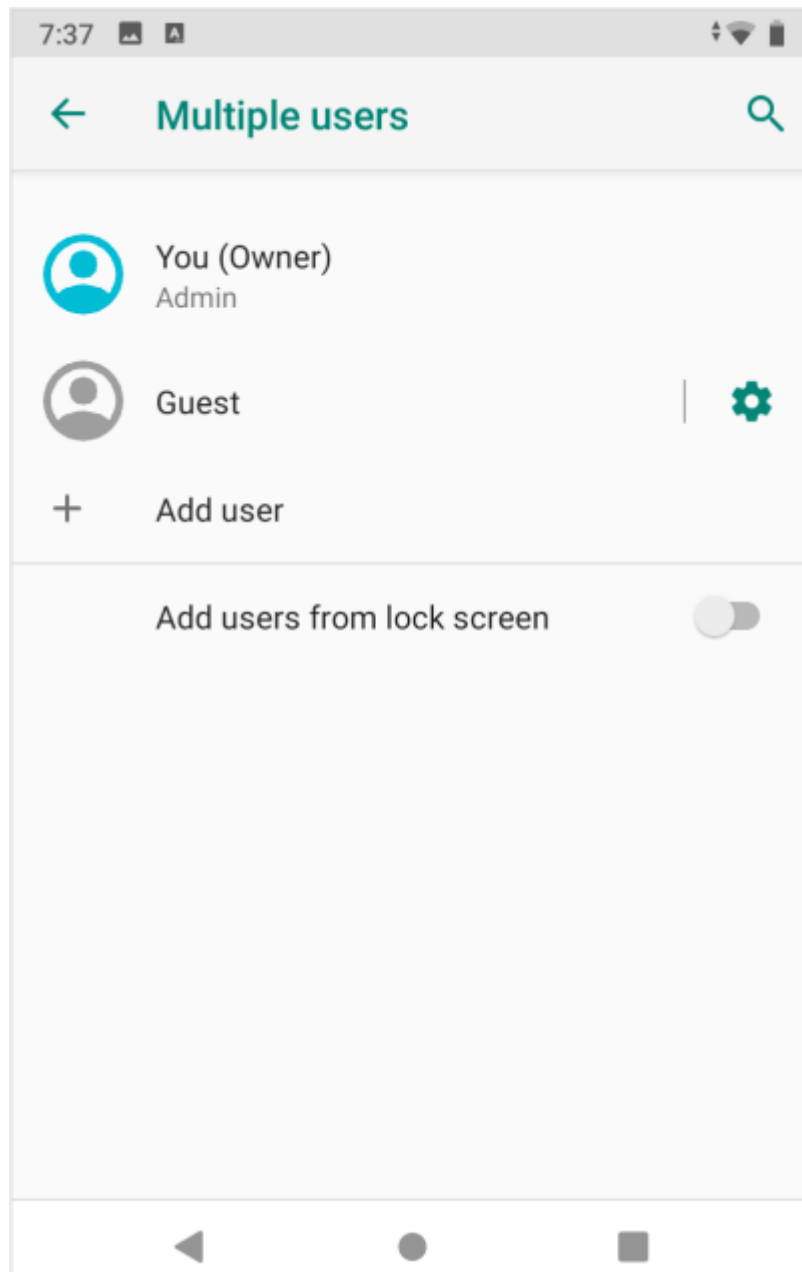 7:37
Multiple users
You (Owner)
Admin
Guest
Add user
Add users from lock screen